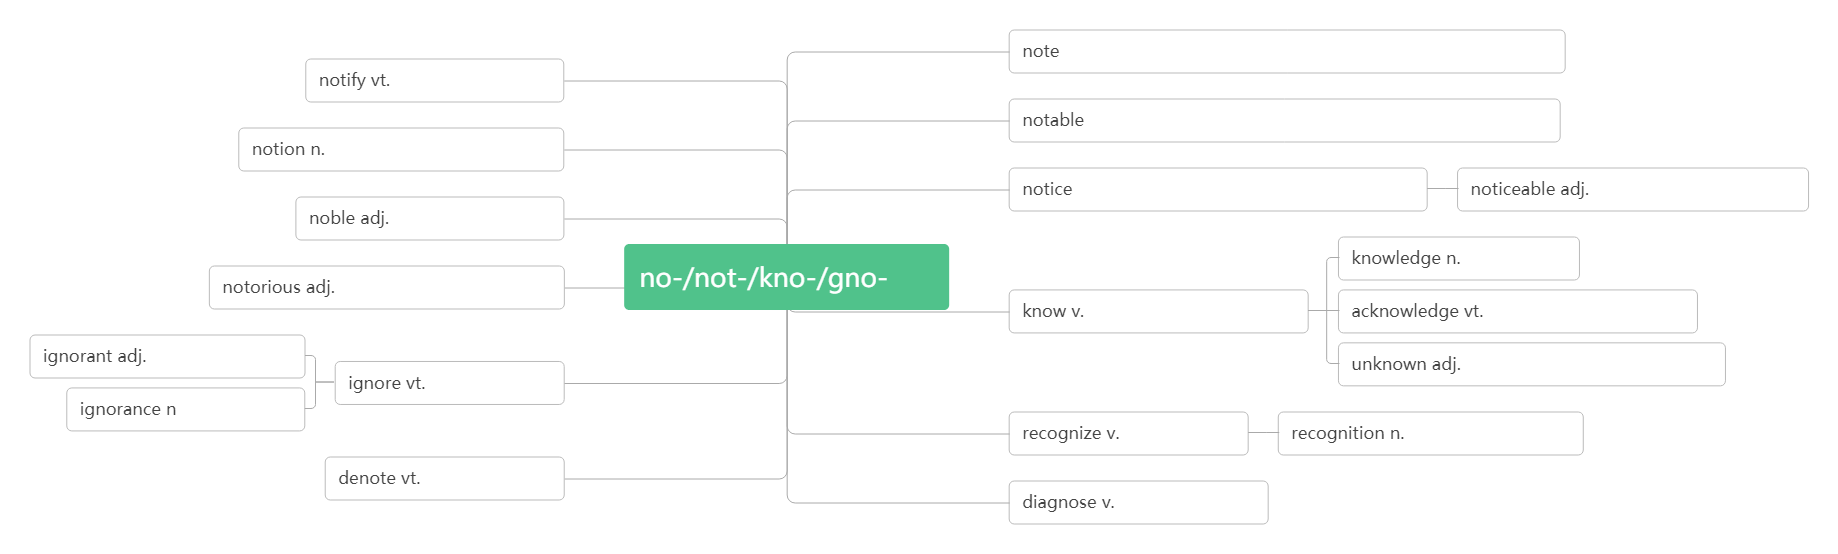 no-/not-/kno-/gno-
note
notable
notice
noticeable adj.
know v.
knowledge n.
acknowledge vt.
unknown adj.
recognize v.
recognition n.
diagnose v.
notify vt.
notion n.
noble adj.
notorious adj.
ignore vt.
ignorant adj.
ignorance n
denote vt.